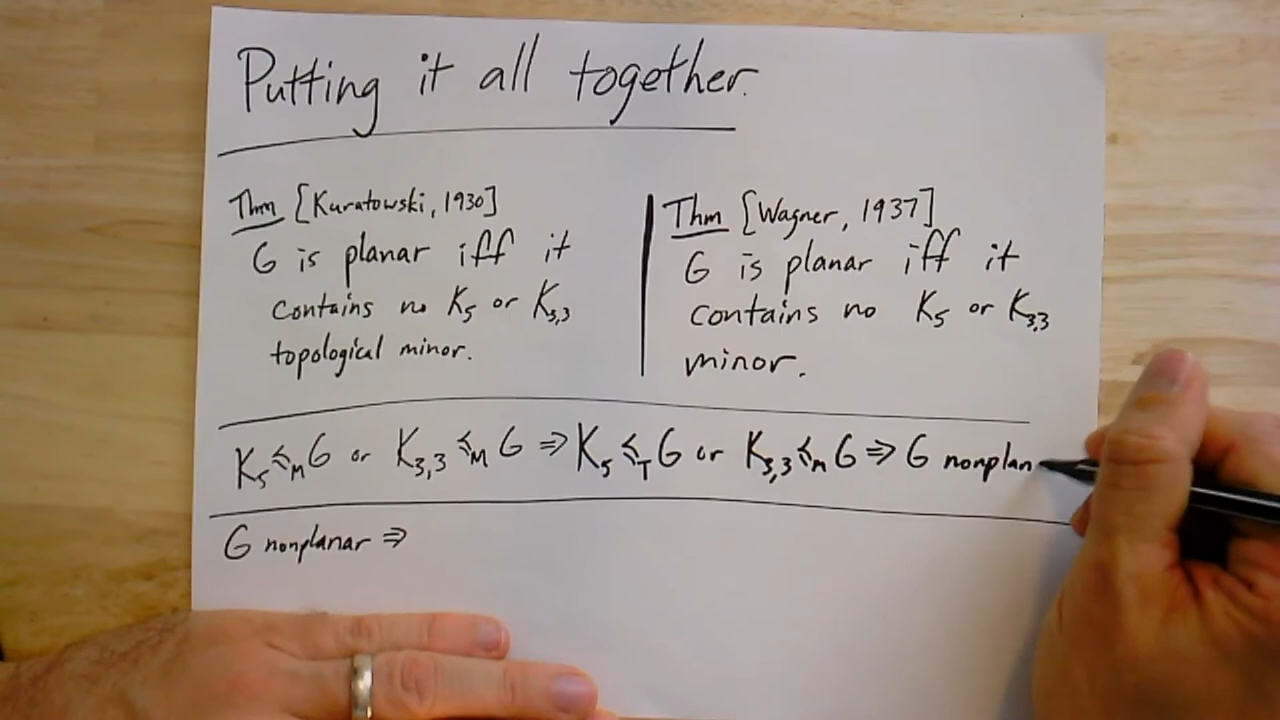 Putting it all together.
Thm [Kuratowski, 1930]
G is planar iff it
contains no K₅ or K₃,₃
topological minor.
Thm [Wagner, 1937]
G is planar iff it
contains no K₅ or K₃,₃
minor.
K₅ ≤ₘ G or K₃,₃ ≤ₘ G ⇒ K₅ ≤_T G or K₃,₃ ≤ₘ G ⇒ G nonplan
G nonplanar ⇒